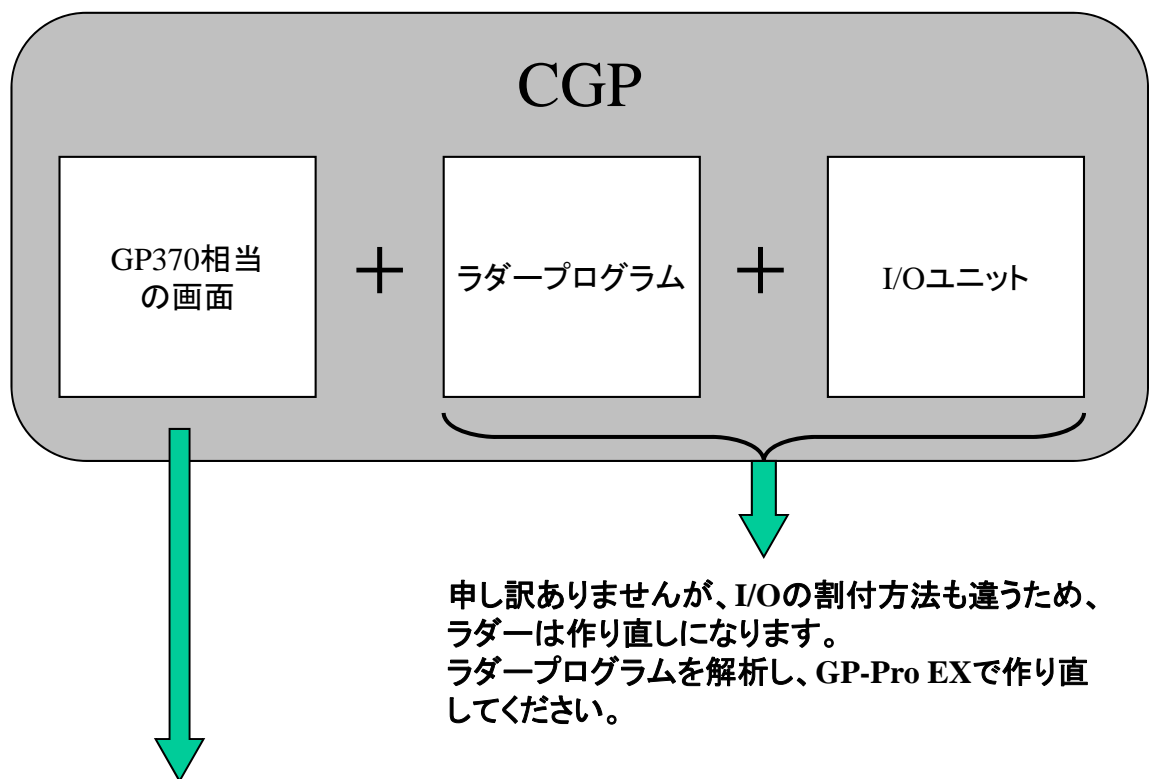 CGP
GP370相当
の画面
+
ラダープログラム
+
I/Oユニット
申し訳ありませんが、I/Oの割付方法も違うため、
ラダーは作り直しになります。
ラダープログラムを解析し、GP-Pro EXで作り直
してください。